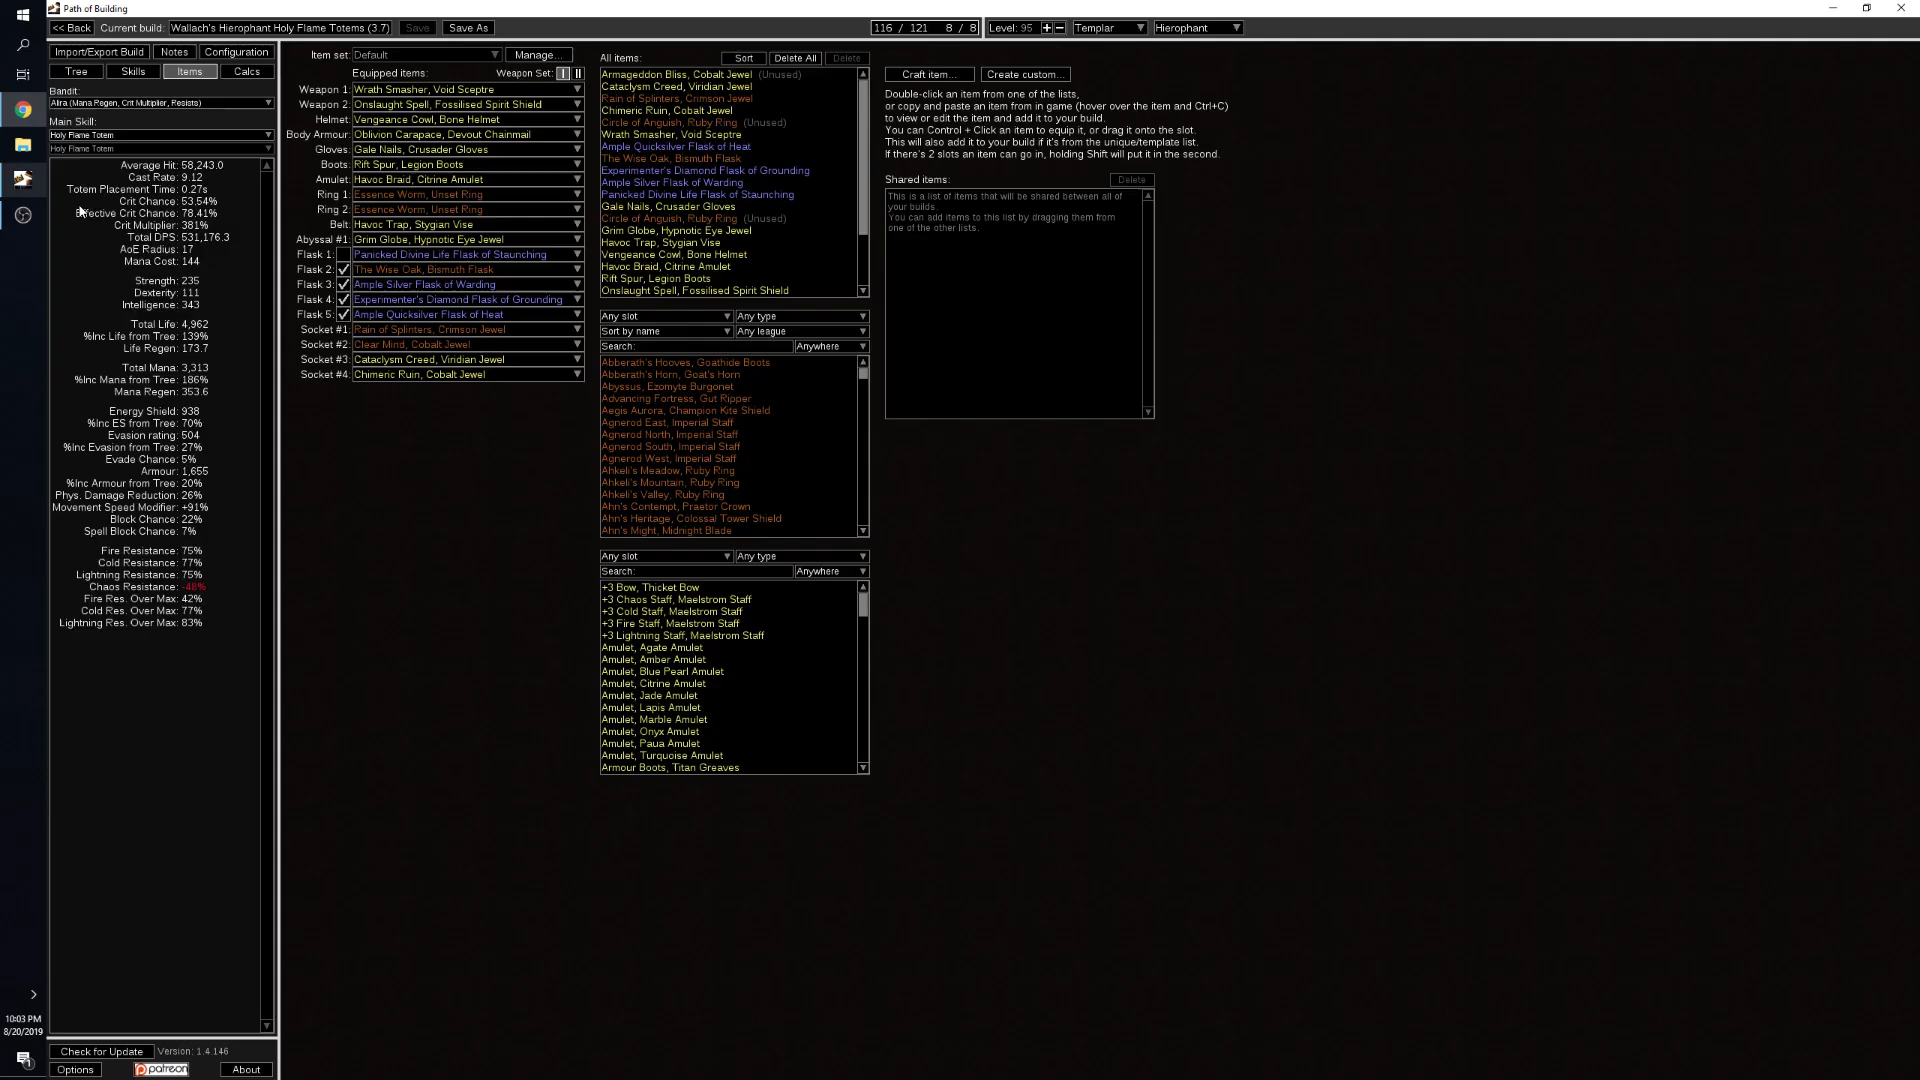 Path of Building
<< Back Current build: Wallach's Hierophant Holy Flame Totems (3.7) Save Save As 116 / 121 8 / 8 Level: 95 + - Templar Hierophant
Import/Export Build Notes Configuration
Tree Skills Items Calcs
Bandit:
Alira (Mana Regen, Crit Multiplier, Resists)
Main Skill:
Holy Flame Totem
Holy Flame Totem
Average Hit: 58,243.0
Cast Rate: 9.12
Totem Placement Time: 0.27s
Crit Chance: 53.54%
Effective Crit Chance: 78.41%
Crit Multiplier: 381%
Total DPS: 531,176.3
AoE Radius: 17
Mana Cost: 144
Strength: 235
Dexterity: 111
Intelligence: 343
Total Life: 4,962
%Inc Life from Tree: 139%
Life Regen: 173.7
Total Mana: 3,313
%Inc Mana from Tree: 186%
Mana Regen: 353.6
Energy Shield: 938
%Inc ES from Tree: 70%
Evasion rating: 504
%Inc Evasion from Tree: 27%
Evade Chance: 5%
Armour: 1,655
%Inc Armour from Tree: 20%
Phys. Damage Reduction: 26%
Movement Speed Modifier: +91%
Block Chance: 22%
Spell Block Chance: 7%
Fire Resistance: 75%
Cold Resistance: 77%
Lightning Resistance: 75%
Chaos Resistance: -48%
Fire Res. Over Max: 42%
Cold Res. Over Max: 77%
Lightning Res. Over Max: 83%
10:03 PM
8/20/2019
1
Check for Update Version: 1.4.146
Options patreon About
Item set: Default Manage...
Equipped items: Weapon Set: I II
Weapon 1: Wrath Smasher, Void Sceptre
Weapon 2: Onslaught Spell, Fossilised Spirit Shield
Helmet: Vengeance Cowl, Bone Helmet
Body Armour: Oblivion Carapace, Devout Chainmail
Gloves: Gale Nails, Crusader Gloves
Boots: Rift Spur, Legion Boots
Amulet: Havoc Braid, Citrine Amulet
Ring 1: Essence Worm, Unset Ring
Ring 2: Essence Worm, Unset Ring
Belt: Havoc Trap, Stygian Vise
Abyssal #1: Grim Globe, Hypnotic Eye Jewel
Flask 1: Panicked Divine Life Flask of Staunching
Flask 2: The Wise Oak, Bismuth Flask
Flask 3: Ample Silver Flask of Warding
Flask 4: Experimenter's Diamond Flask of Grounding
Flask 5: Ample Quicksilver Flask of Heat
Socket #1: Rain of Splinters, Crimson Jewel
Socket #2: Clear Mind, Cobalt Jewel
Socket #3: Cataclysm Creed, Viridian Jewel
Socket #4: Chimeric Ruin, Cobalt Jewel
All items: Sort Delete All Delete
Armageddon Bliss, Cobalt Jewel (Unused)
Cataclysm Creed, Viridian Jewel
Rain of Splinters, Crimson Jewel
Chimeric Ruin, Cobalt Jewel
Circle of Anguish, Ruby Ring (Unused)
Wrath Smasher, Void Sceptre
Ample Quicksilver Flask of Heat
The Wise Oak, Bismuth Flask
Experimenter's Diamond Flask of Grounding
Ample Silver Flask of Warding
Panicked Divine Life Flask of Staunching
Gale Nails, Crusader Gloves
Circle of Anguish, Ruby Ring (Unused)
Grim Globe, Hypnotic Eye Jewel
Havoc Trap, Stygian Vise
Vengeance Cowl, Bone Helmet
Havoc Braid, Citrine Amulet
Rift Spur, Legion Boots
Onslaught Spell, Fossilised Spirit Shield
Any slot Any type
Sort by name Any league
Search: Anywhere
Abberath's Hooves, Goathide Boots
Abberath's Horn, Goat's Horn
Abyssus, Ezomyte Burgonet
Advancing Fortress, Gut Ripper
Aegis Aurora, Champion Kite Shield
Agnerod East, Imperial Staff
Agnerod North, Imperial Staff
Agnerod South, Imperial Staff
Agnerod West, Imperial Staff
Ahkeli's Meadow, Ruby Ring
Ahkeli's Mountain, Ruby Ring
Ahkeli's Valley, Ruby Ring
Ahn's Contempt, Praetor Crown
Ahn's Heritage, Colossal Tower Shield
Ahn's Might, Midnight Blade
Any slot Any type
Search: Anywhere
+3 Bow, Thicket Bow
+3 Chaos Staff, Maelstrom Staff
+3 Cold Staff, Maelstrom Staff
+3 Fire Staff, Maelstrom Staff
+3 Lightning Staff, Maelstrom Staff
Amulet, Agate Amulet
Amulet, Amber Amulet
Amulet, Blue Pearl Amulet
Amulet, Citrine Amulet
Amulet, Jade Amulet
Amulet, Lapis Amulet
Amulet, Marble Amulet
Amulet, Onyx Amulet
Amulet, Paua Amulet
Amulet, Turquoise Amulet
Armour Boots, Titan Greaves
Craft item... Create custom...
Double-click an item from one of the lists,
or copy and paste an item from in game (hover over the item and Ctrl+C)
to view or edit the item and add it to your build.
You can Control + Click an item to equip it, or drag it onto the slot.
This will also add it to your build if it's from the unique/template list.
If there's 2 slots an item can go in, holding Shift will put it in the second.
Shared items: Delete
This is a list of items that will be shared between all of
your builds.
You can add items to this list by dragging them from
one of the other lists.